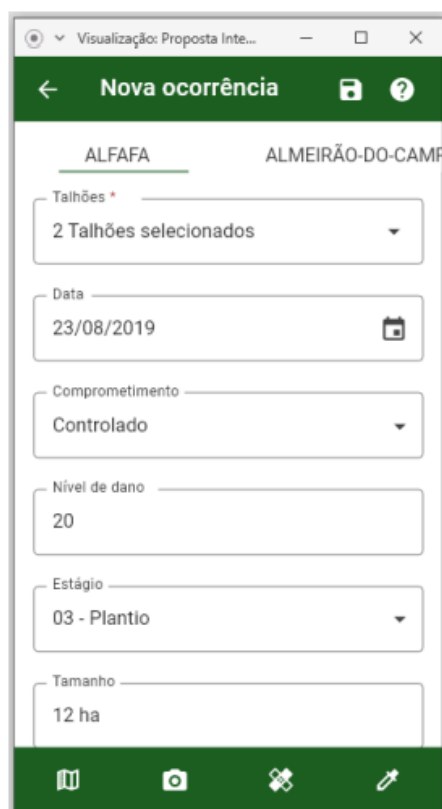 Visualização: Proposta Inte...
Nova ocorrência
ALFAFA ALMEIRÃO-DO-CAMP
Talhões *
2 Talhões selecionados
Data
23/08/2019
Comprometimento
Controlado
Nível de dano
20
Estágio
03 - Plantio
Tamanho
12 ha